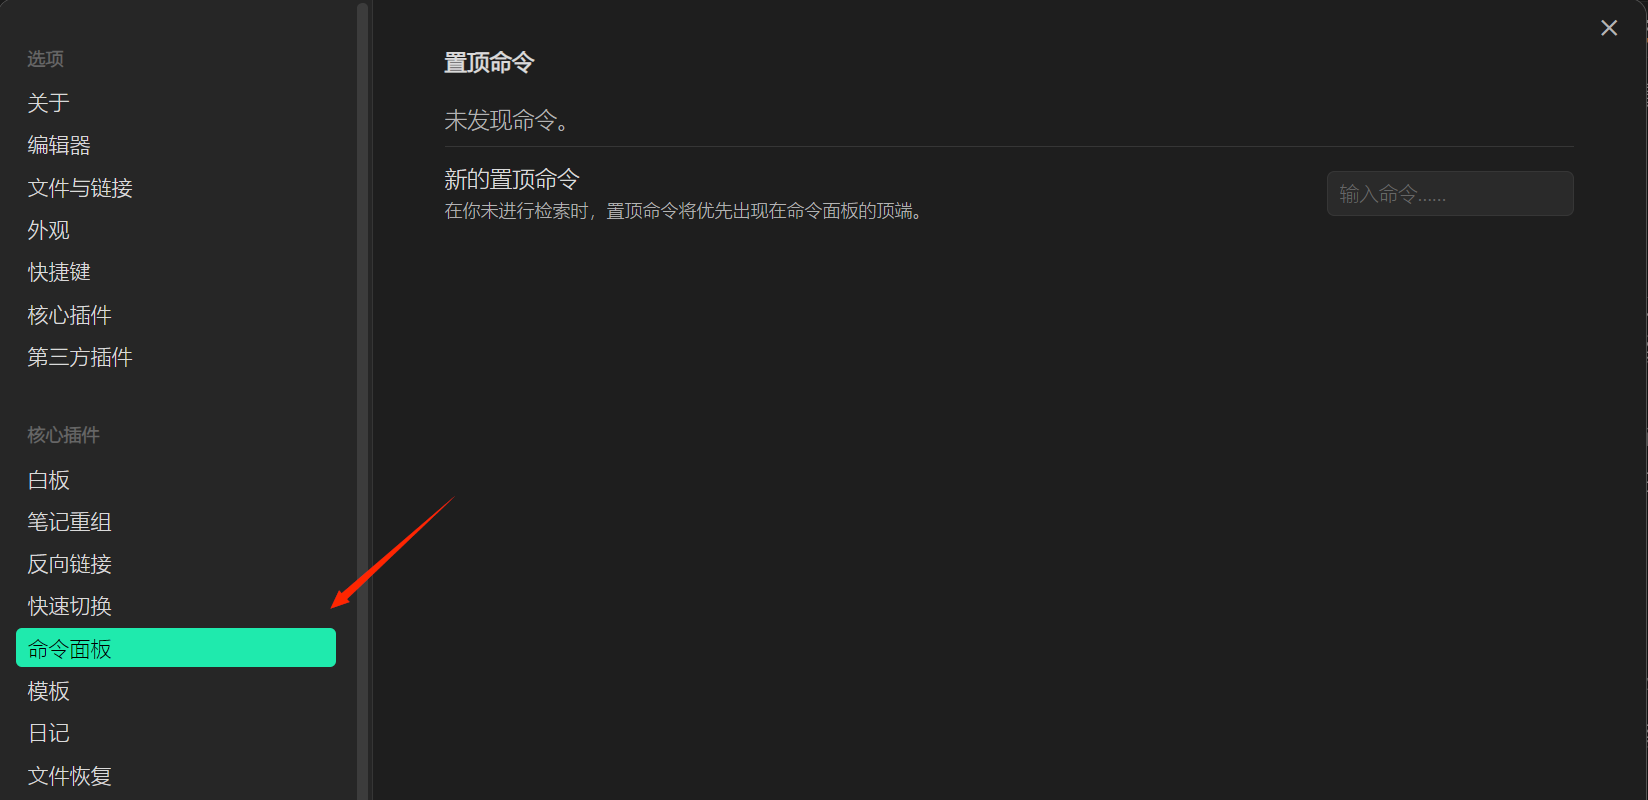 选项
关于
编辑器
文件与链接
外观
快捷键
核心插件
第三方插件
核心插件
白板
笔记重组
反向链接
快速切换
命令面板
模板
日记
文件恢复
置顶命令
未发现命令。
新的置顶命令
在你未进行检索时，置顶命令将优先出现在命令面板的顶端。
输入命令……